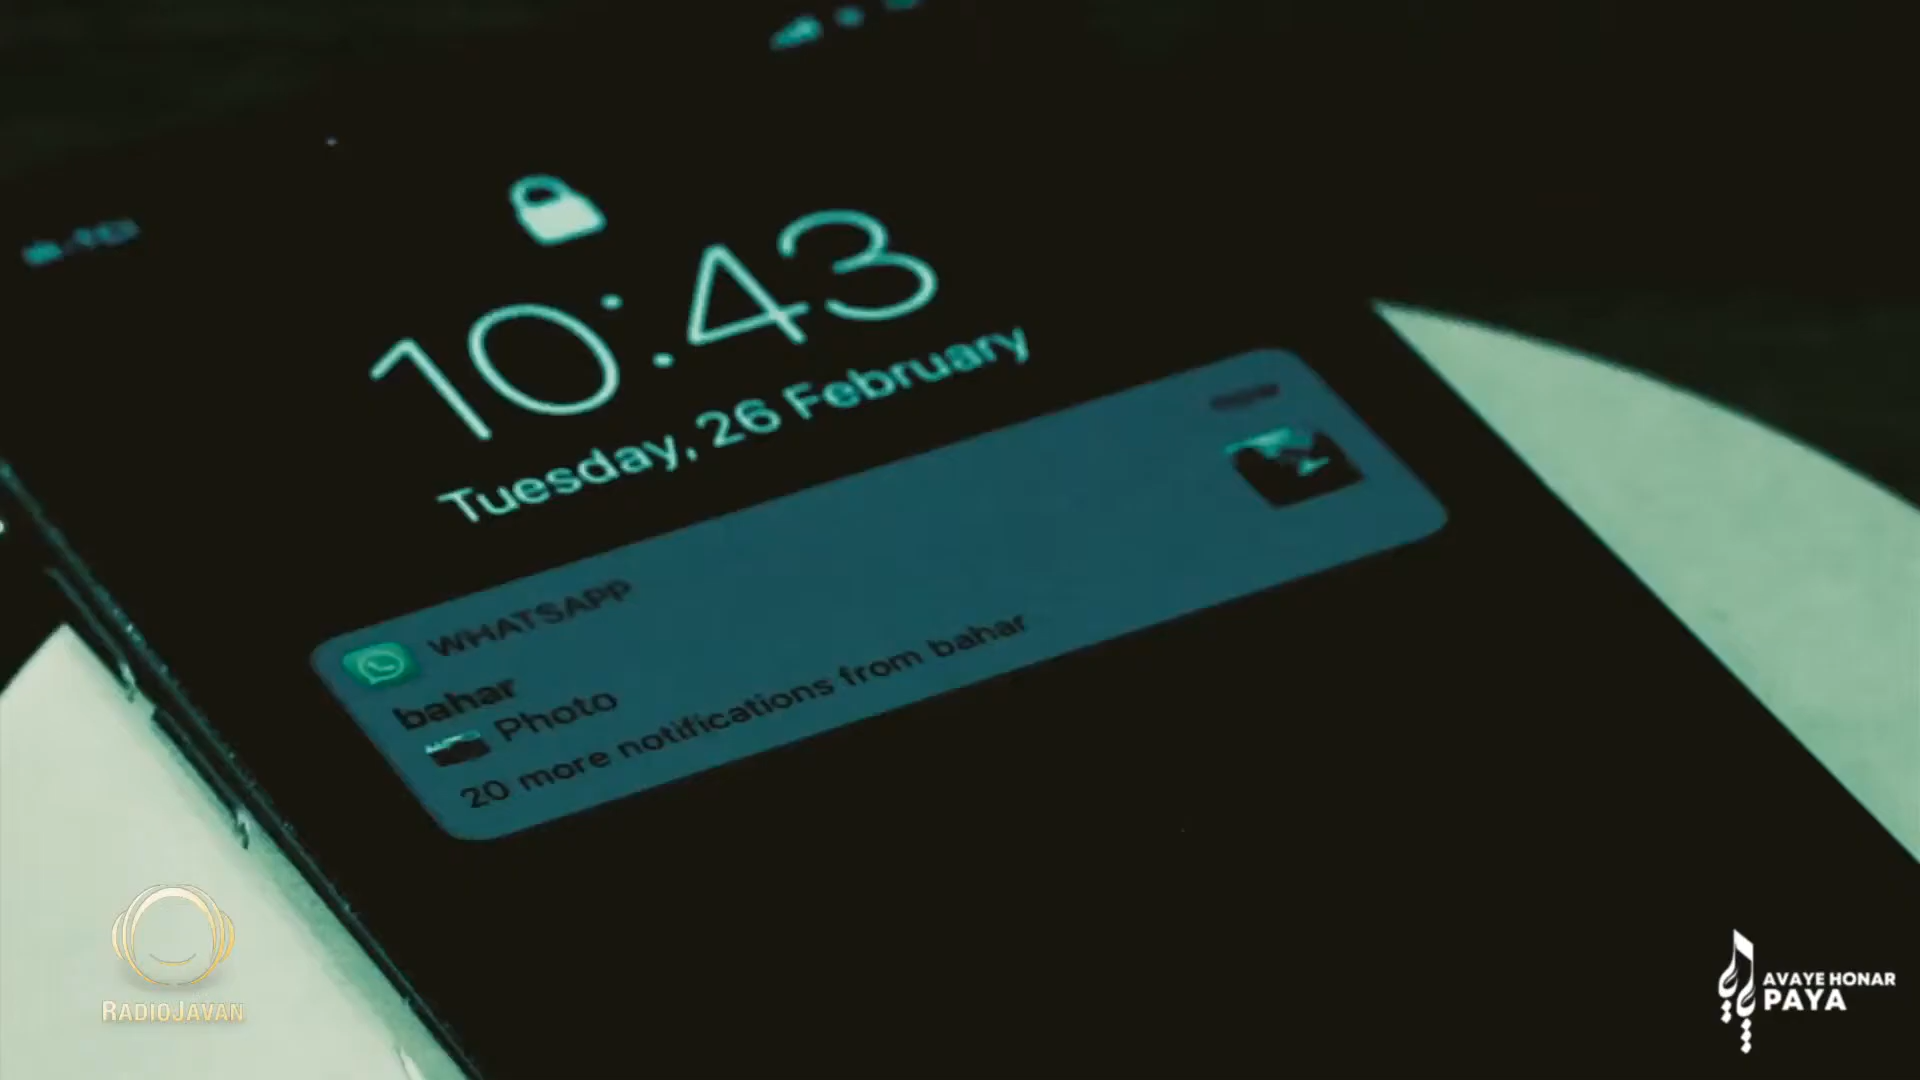 10:43
Tuesday, 26 February
WHATSAPP
bahar
Photo
20 more notifications from bahar
RADIOJAVAN
AVAYE HONAR
PAYA